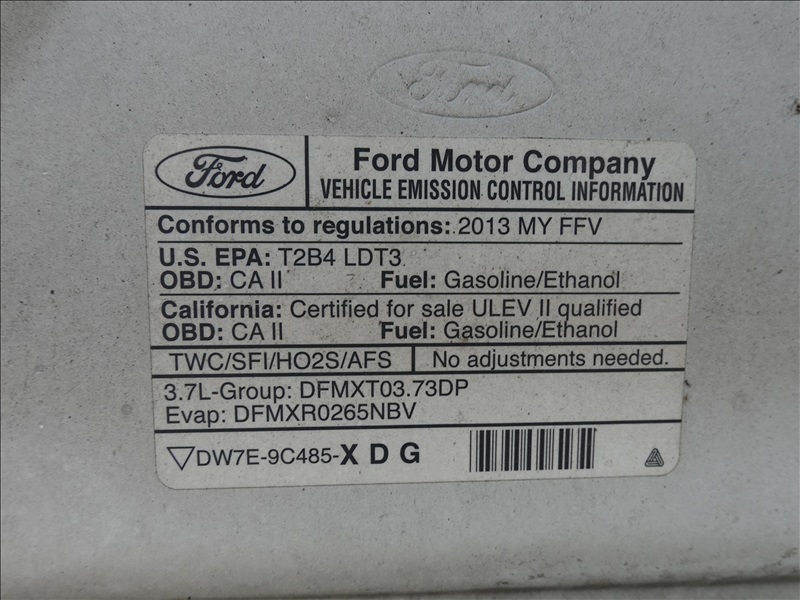 Ford
Ford
Ford Motor Company
VEHICLE EMISSION CONTROL INFORMATION
Conforms to regulations: 2013 MY FFV
U.S. EPA: T2B4 LDT3
OBD: CA II Fuel: Gasoline/Ethanol
California: Certified for sale ULEV II qualified
OBD: CA II Fuel: Gasoline/Ethanol
TWC/SFI/HO2S/AFS No adjustments needed.
3.7L-Group: DFMXT03.73DP
Evap: DFMXR0265NBV
DW7E-9C485-X D G